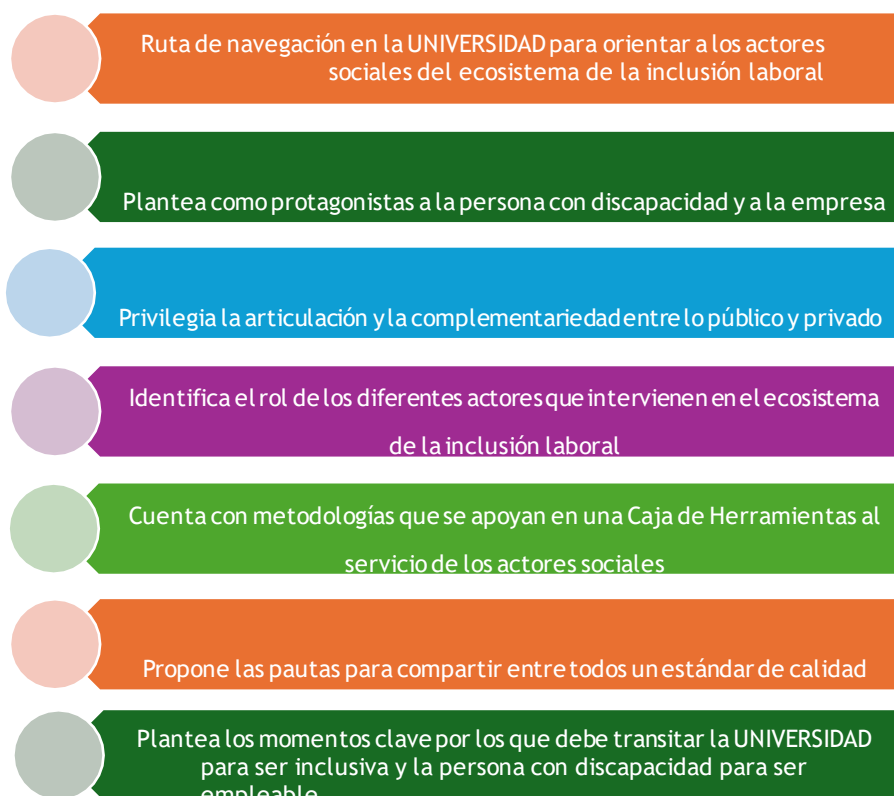 Ruta de navegación en la UNIVERSIDAD para orientar a los actores
sociales del ecosistema de la inclusión laboral
Plantea como protagonistas a la persona con discapacidad y a la empresa
Privilegia la articulación y la complementariedad entre lo público y privado
Identifica el rol de los diferentes actores que intervienen en el ecosistema
de la inclusión laboral
Cuenta con metodologías que se apoyan en una Caja de Herramientas al
servicio de los actores sociales
Propone las pautas para compartir entre todos un estándar de calidad
Plantea los momentos clave por los que debe transitar la UNIVERSIDAD
para ser inclusiva y la persona con discapacidad para ser
empleable